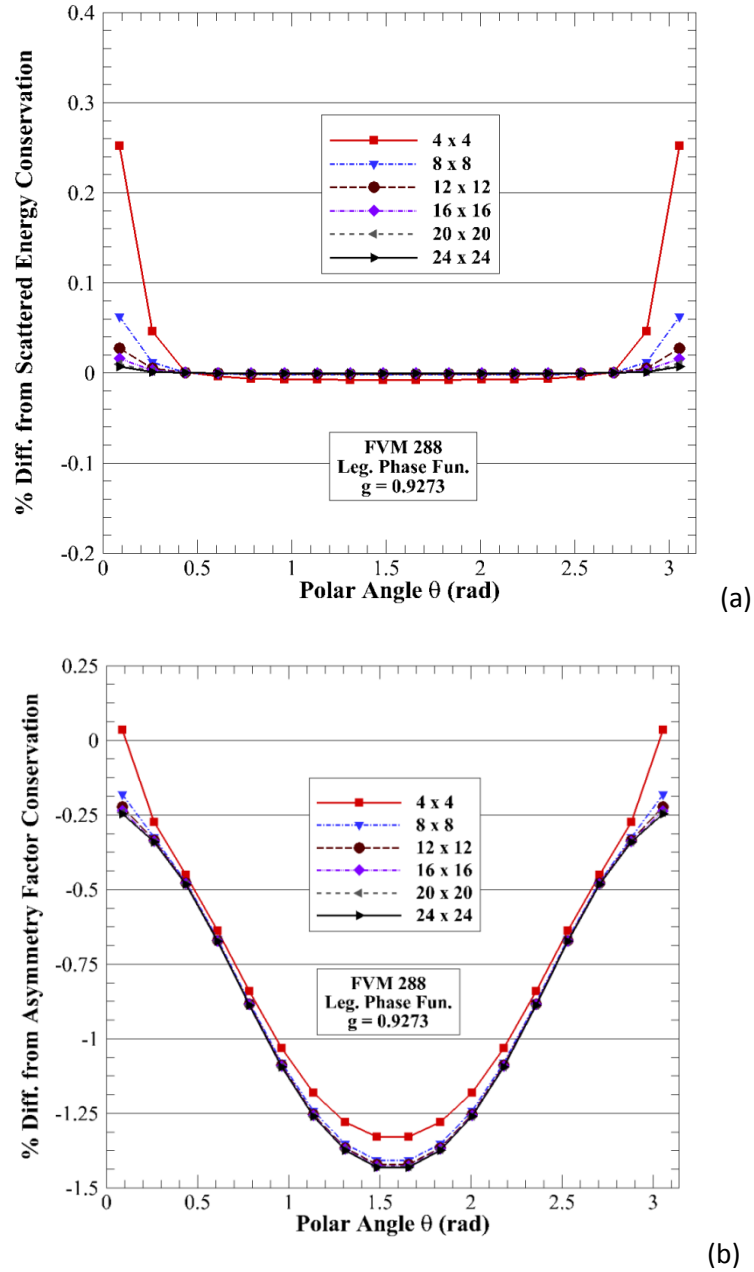 % Diff. from Scattered Energy Conservation
0.4
0.3
0.2
0.1
0
-0.1
-0.2
4 x 4
8 x 8
12 x 12
16 x 16
20 x 20
24 x 24
FVM 288
Leg. Phase Fun.
g = 0.9273
0 0.5 1 1.5 2 2.5 3
Polar Angle θ (rad)
(a)
% Diff. from Asymmetry Factor Conservation
0.25
0
-0.25
-0.5
-0.75
-1
-1.25
-1.5
4 x 4
8 x 8
12 x 12
16 x 16
20 x 20
24 x 24
FVM 288
Leg. Phase Fun.
g = 0.9273
0 0.5 1 1.5 2 2.5 3
Polar Angle θ (rad)
(b)